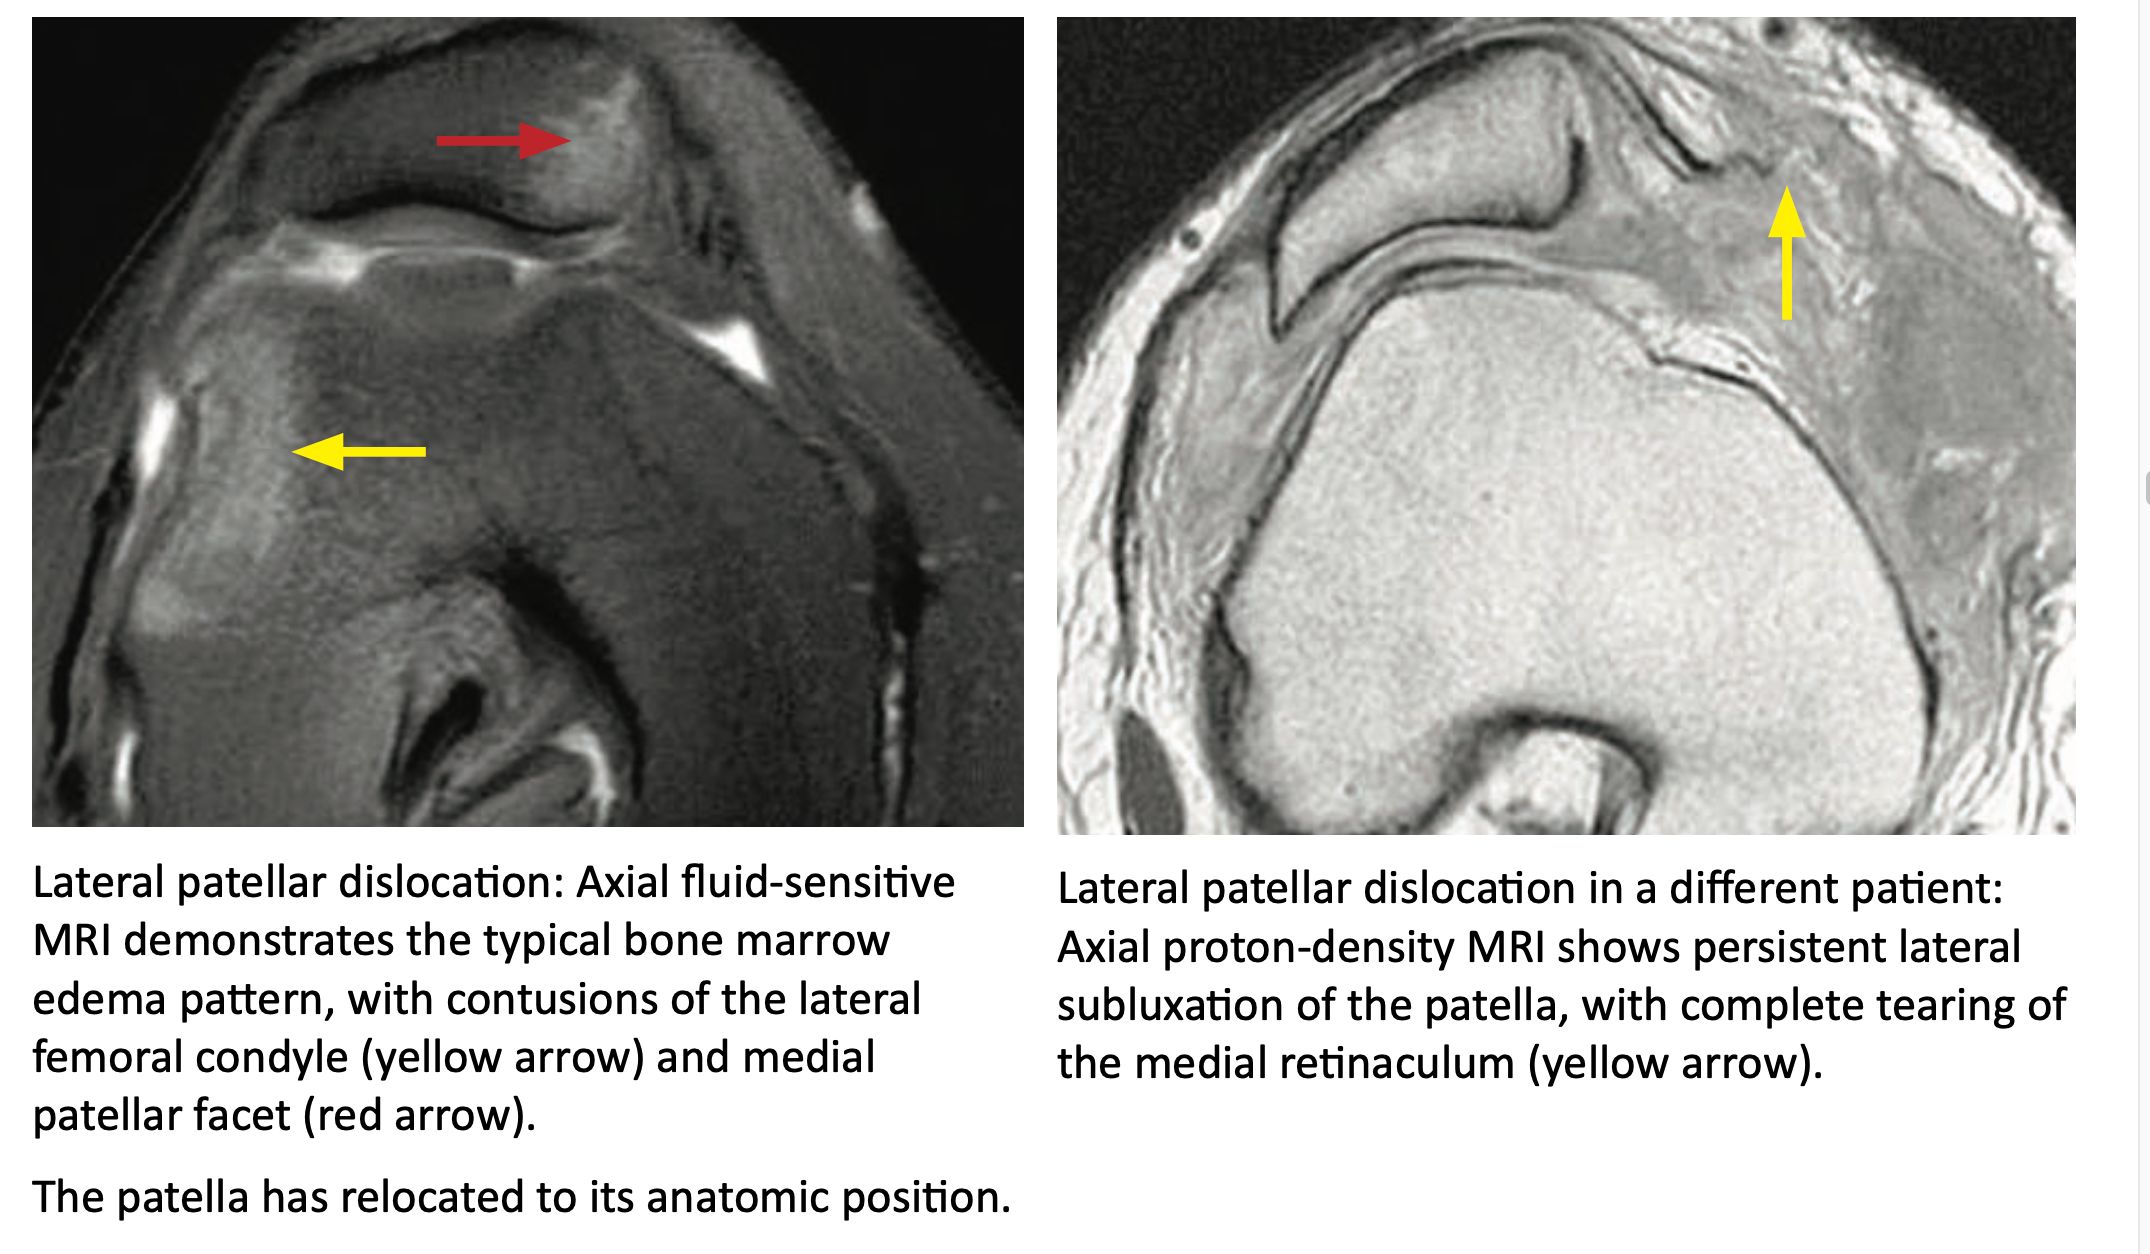 Lateral patellar dislocation: Axial fluid-sensitive
MRI demonstrates the typical bone marrow
edema pattern, with contusions of the lateral
femoral condyle (yellow arrow) and medial
patellar facet (red arrow).
The patella has relocated to its anatomic position.
Lateral patellar dislocation in a different patient:
Axial proton-density MRI shows persistent lateral
subluxation of the patella, with complete tearing of
the medial retinaculum (yellow arrow).